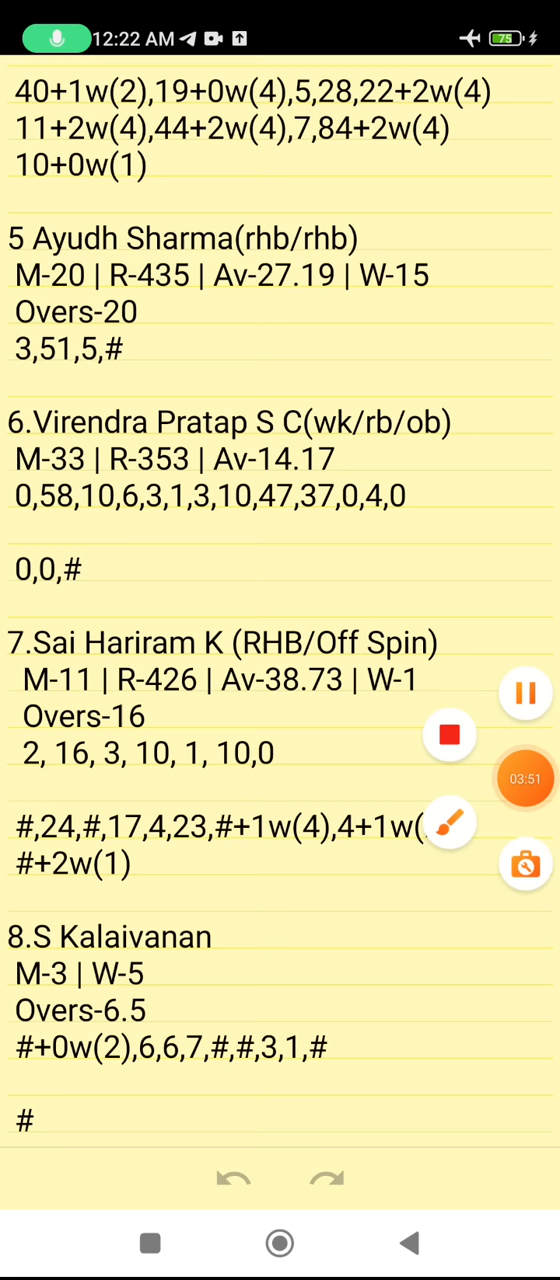 12:22 AM
75
40+1w(2),19+0w(4),5,28,22+2w(4)
11+2w(4),44+2w(4),7,84+2w(4)
10+0w(1)
5 Ayudh Sharma(rhb/rhb)
M-20 | R-435 | Av-27.19 | W-15
Overs-20
3,51,5,#
6.Virendra Pratap S C(wk/rb/ob)
M-33 | R-353 | Av-14.17
0,58,10,6,3,1,3,10,47,37,0,4,0
0,0,#
7.Sai Hariram K (RHB/Off Spin)
M-11 | R-426 | Av-38.73 | W-1
Overs-16
2, 16, 3, 10, 1, 10,0
03:51
#,24,#,17,4,23,#+1w(4),4+1w(
#+2w(1)
8.S Kalaivanan
M-3 | W-5
Overs-6.5
#+0w(2),6,6,7,#,#,3,1,#
#